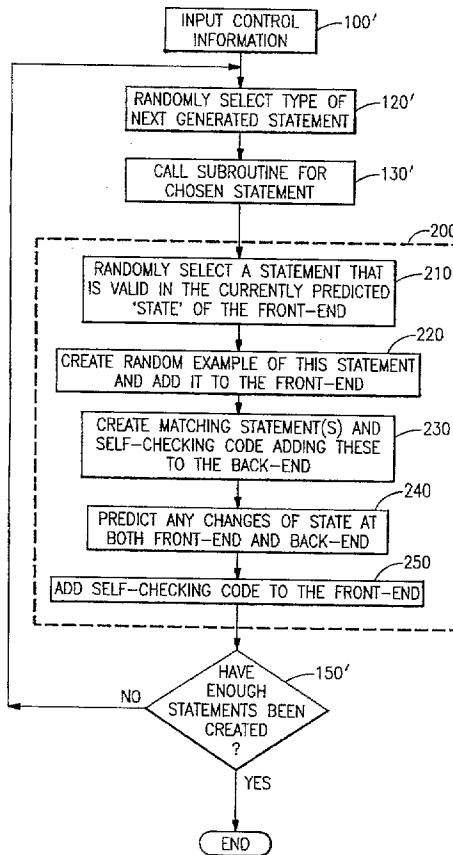 INPUT CONTROL
INFORMATION
100'
RANDOMLY SELECT TYPE OF
NEXT GENERATED STATEMENT
120'
CALL SUBROUTINE FOR
CHOSEN STATEMENT
130'
200
RANDOMLY SELECT A STATEMENT THAT
IS VALID IN THE CURRENTLY PREDICTED
'STATE' OF THE FRONT-END
210
220
CREATE RANDOM EXAMPLE OF THIS STATEMENT
AND ADD IT TO THE FRONT-END
CREATE MATCHING STATEMENT(S) AND
SELF-CHECKING CODE ADDING THESE
TO THE BACK-END
230
240
PREDICT ANY CHANGES OF STATE AT
BOTH FRONT-END AND BACK-END
250
ADD SELF-CHECKING CODE TO THE FRONT-END
150'
HAVE
ENOUGH
STATEMENTS BEEN
CREATED
?
NO
YES
END